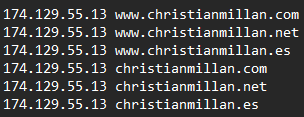 174.129.55.13 www.christianmillan.com
174.129.55.13 www.christianmillan.net
174.129.55.13 www.christianmillan.es
174.129.55.13 christianmillan.com
174.129.55.13 christianmillan.net
174.129.55.13 christianmillan.es